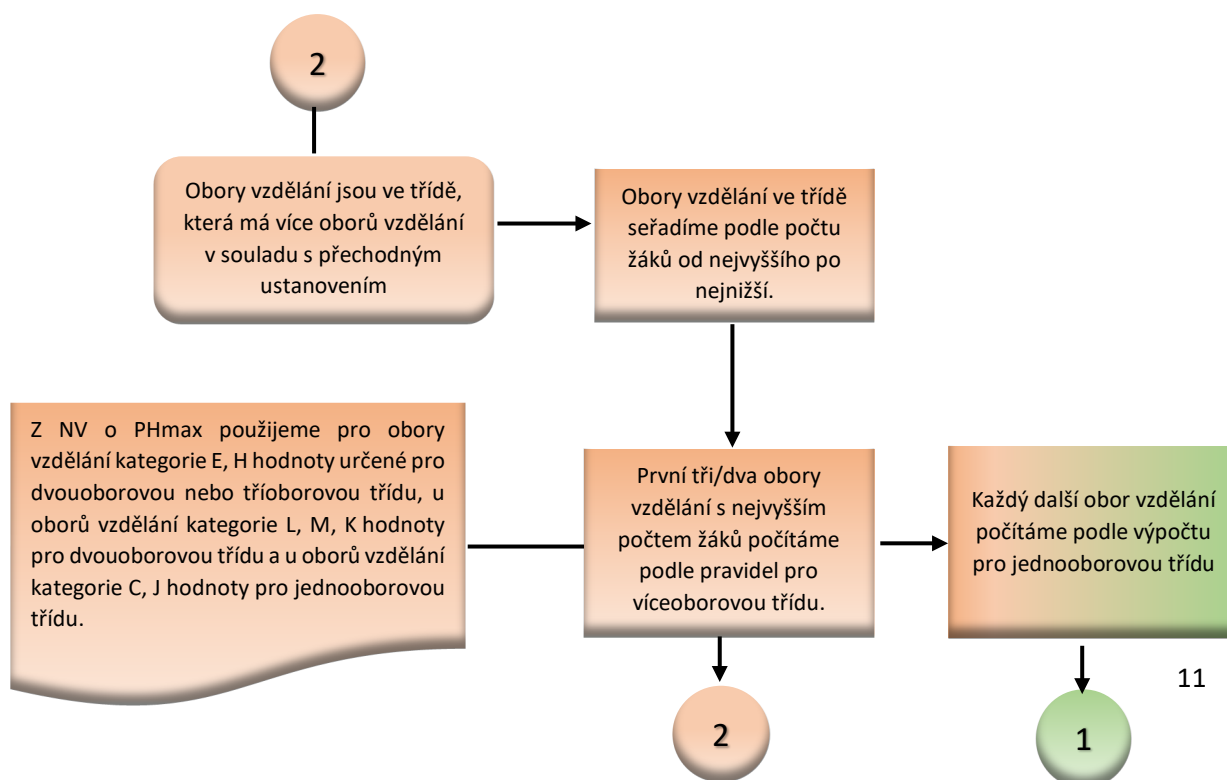 2
Obory vzdělání jsou ve třídě,
která má více oborů vzdělání
v souladu s přechodným
ustanovením
Obory vzdělání ve třídě
seřadíme podle počtu
žáků od nejvyššího po
nejnižší.
Z NV o PHmax použijeme pro obory
vzdělání kategorie E, H hodnoty určené pro
dvouoborovou nebo tříoborovou třídu, u
oborů vzdělání kategorie L, M, K hodnoty
pro dvouoborovou třídu a u oborů vzdělání
kategorie C, J hodnoty pro jednooborovou
třídu.
První tři/dva obory
vzdělání s nejvyšším
počtem žáků počítáme
podle pravidel pro
víceoborovou třídu.
Každý další obor vzdělání
počítáme podle výpočtu
pro jednooborovou třídu
11
2
1